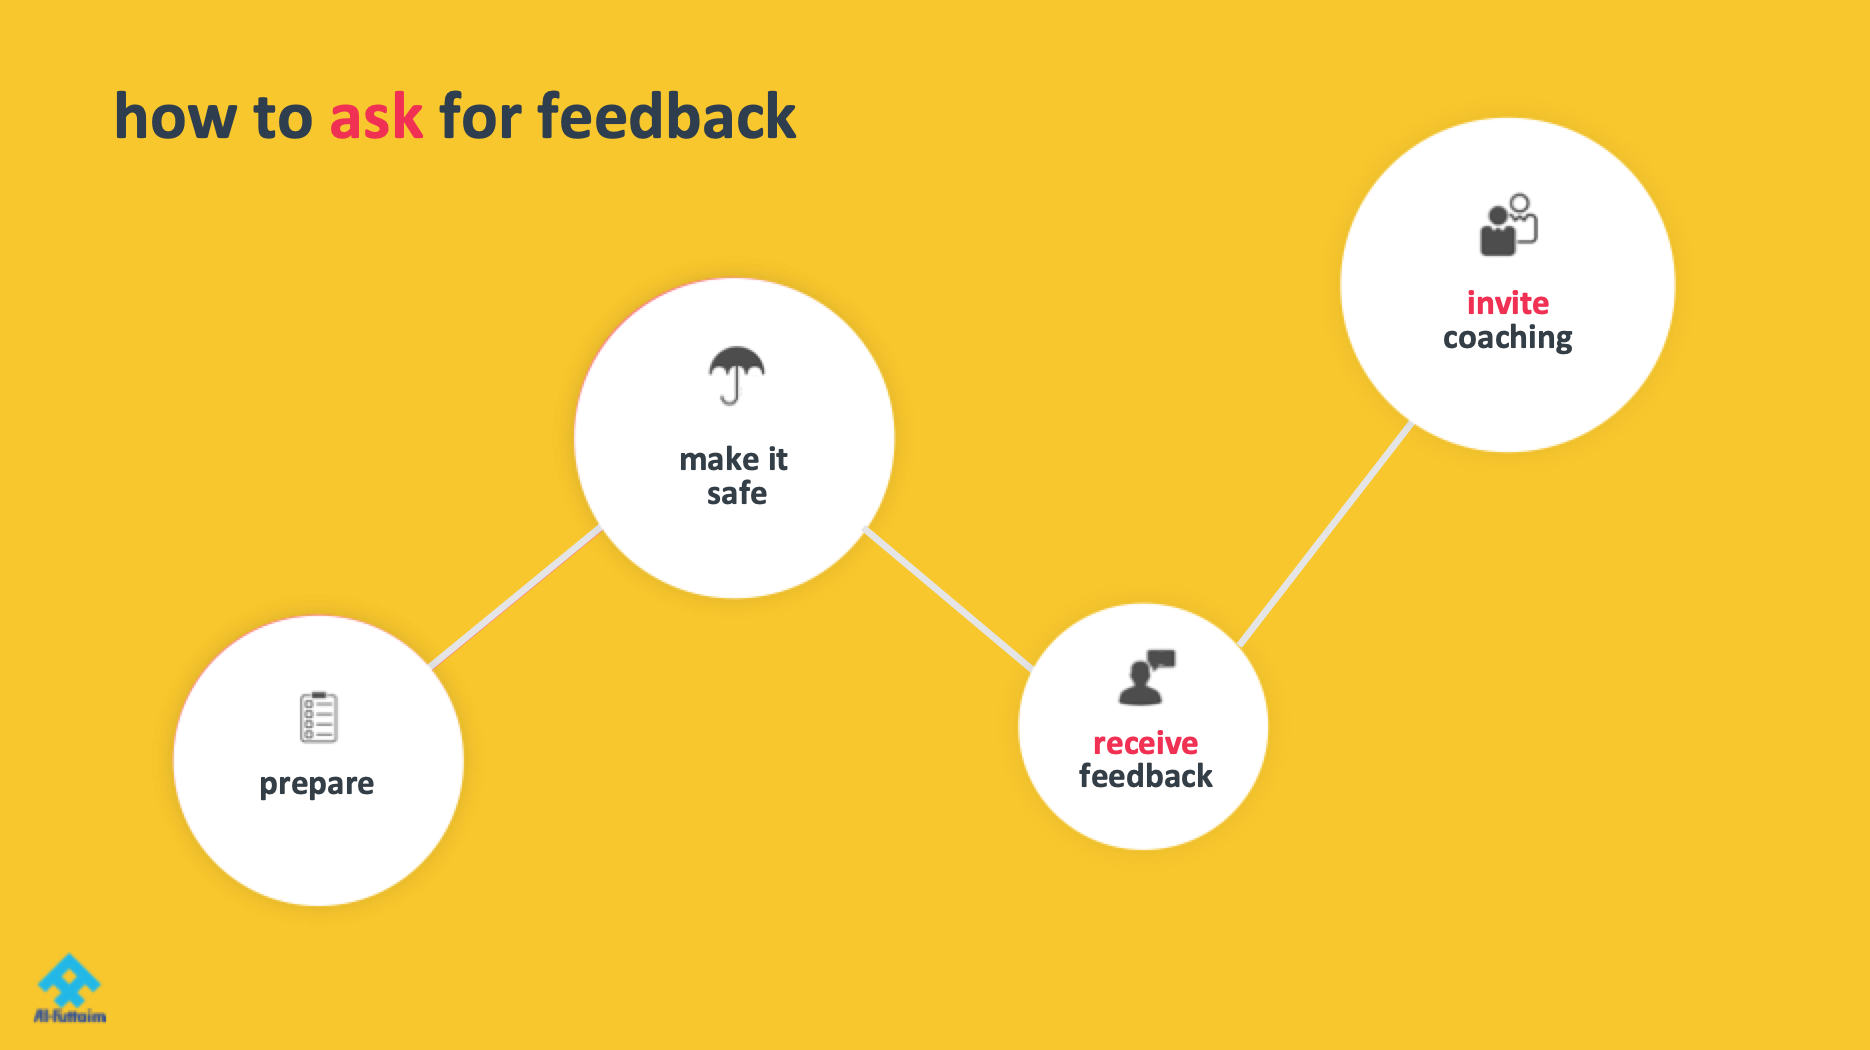 how to ask for feedback
prepare
make it
safe
receive
feedback
invite
coaching
Al-Futtaim